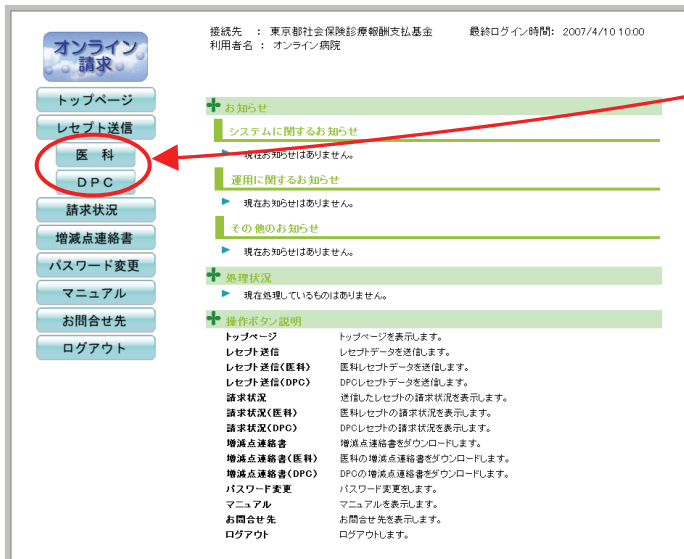 接続先 ： 東京都社会保険診療報酬支払基金 最終ログイン時間： 2007/4/10 10:00
利用者名 ： オンライン病院
オンライン
請求
トップページ
レセプト送信
医 科
DPC
請求状況
増減点連絡書
パスワード変更
マニュアル
お問合せ先
ログアウト
お知らせ
システムに関するお知らせ
現在お知らせはありません。
運用に関するお知らせ
現在お知らせはありません。
その他のお知らせ
現在お知らせはありません。
処理状況
現在処理しているものはありません。
操作ボタン説明
トップページ トップページを表示します。
レセプト送信 レセプトデータを送信します。
レセプト送信(医科) 医科レセプトデータを送信します。
レセプト送信(DPC) DPCレセプトデータを送信します。
請求状況 送信したレセプトの請求状況を表示します。
請求状況(医科) 医科レセプトの請求状況を表示します。
請求状況(DPC) DPCレセプトの請求状況を表示します。
増減点連絡書 増減点連絡書をダウンロードします。
増減点連絡書(医科) 医科の増減点連絡書をダウンロードします。
増減点連絡書(DPC) DPCの増減点連絡書をダウンロードします。
パスワード変更 パスワード変更をします。
マニュアル マニュアルを表示します。
お問合せ先 お問合せ先を表示します。
ログアウト ログアウトします。